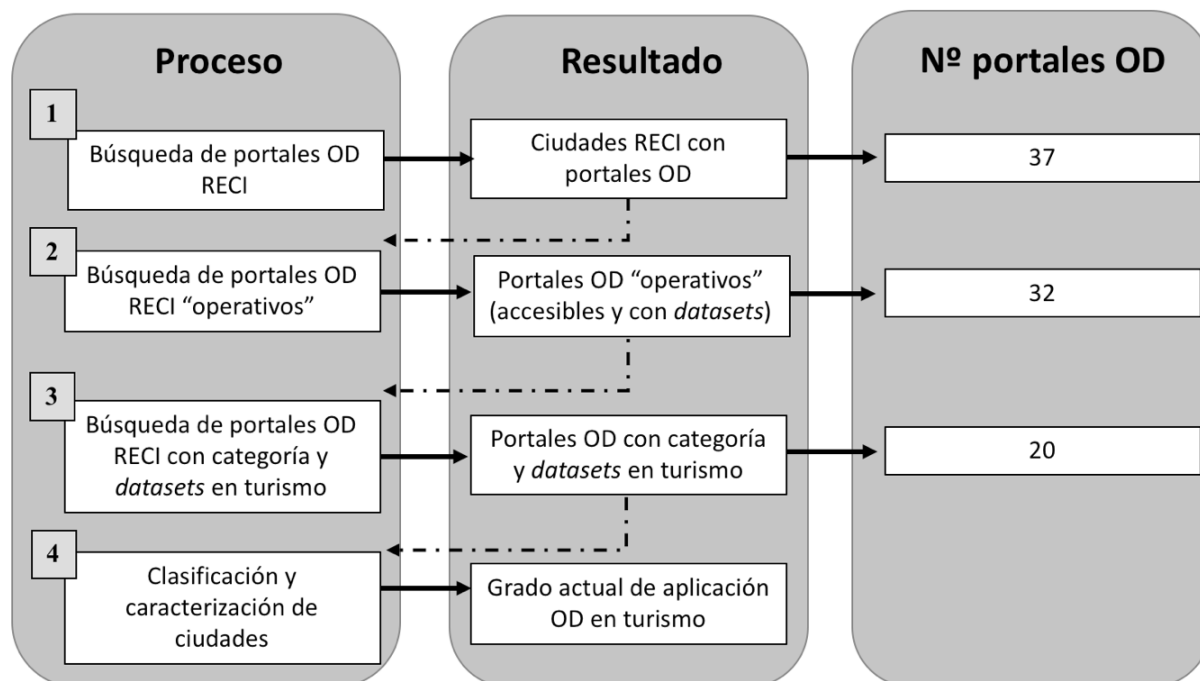 Proceso
Resultado
Nº portales OD
1
Búsqueda de portales OD
RECI
Ciudades RECI con
portales OD
37
2
Búsqueda de portales OD
RECI “operativos”
Portales OD “operativos”
(accesibles y con datasets)
32
3
Búsqueda de portales OD
RECI con categoría y
datasets en turismo
Portales OD con categoría
y datasets en turismo
20
4
Clasificación y
caracterización de
ciudades
Grado actual de aplicación
OD en turismo